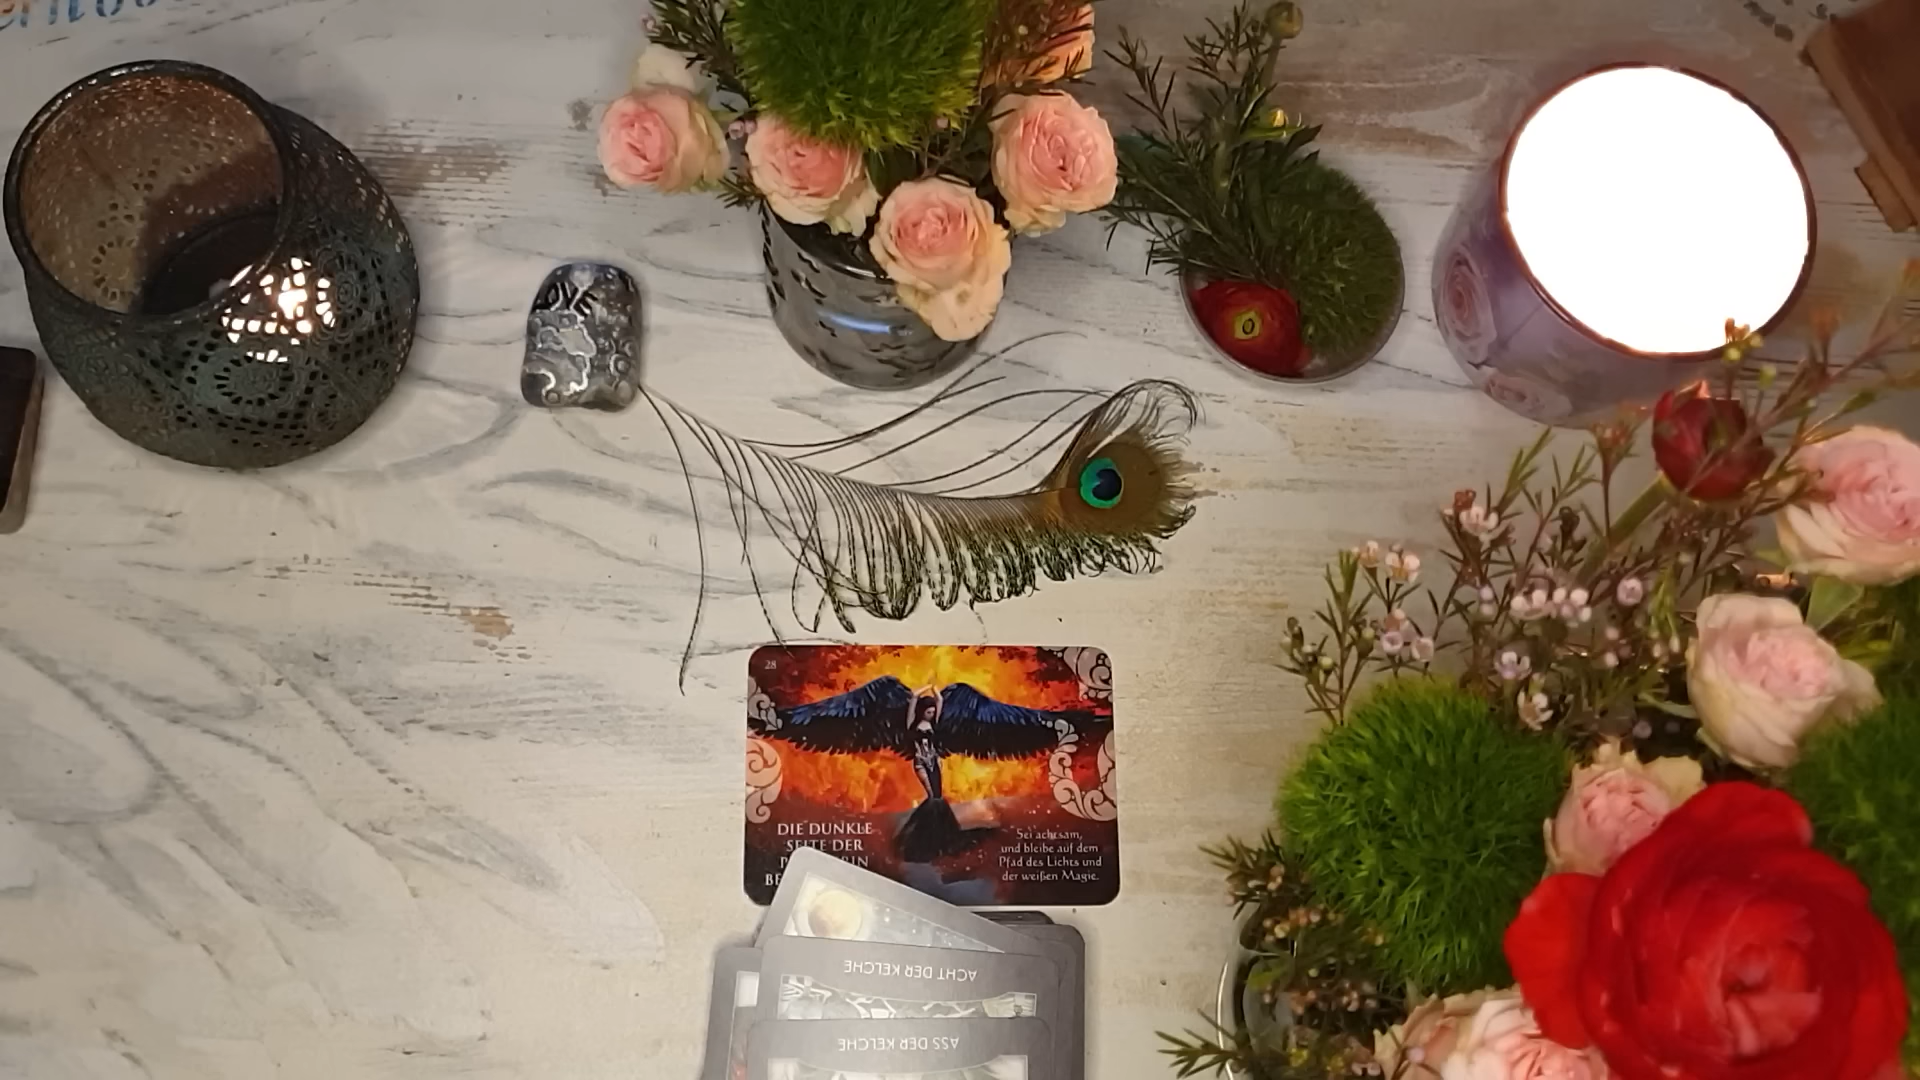 LOVE
28
DIE DUNKLE
SEITE DER
Sei achtsam,
und bleibe auf dem
Pfad des Lichts und
der weißen Magie.
ACHT DER KELCHE
ASS DER KELCHE